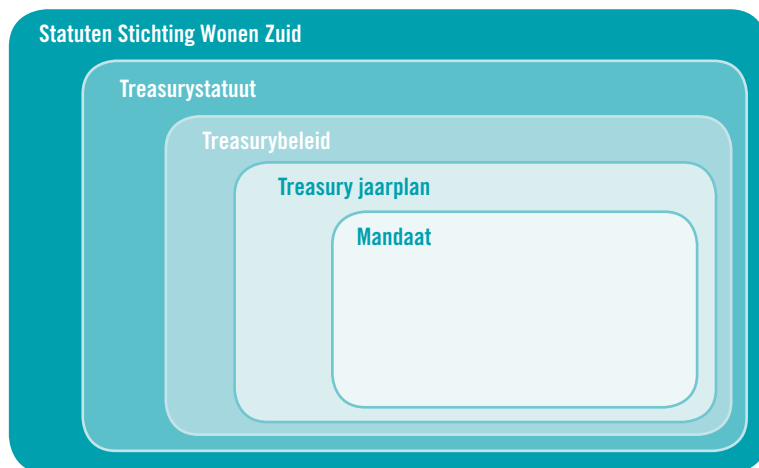 Statuten Stichting Wonen Zuid
Treasurystatuut
Treasurybeleid
Treasury jaarplan
Mandaat